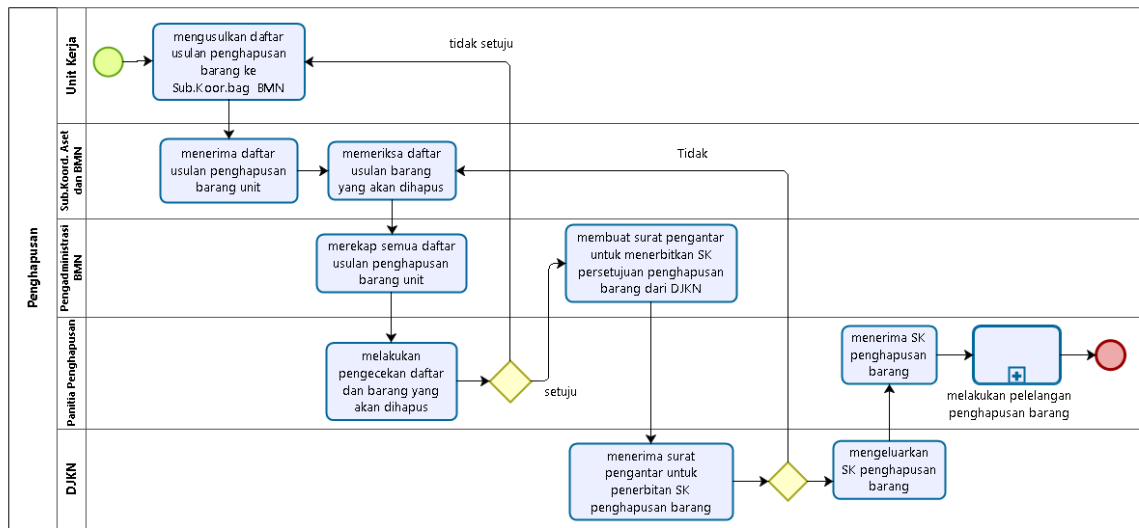 Penghapusan
Unit Kerja
mengusulkan daftar
usulan penghapusan
barang ke
Sub.Koor.bag BMN
tidak setuju
Sub.Koord. Aset
dan BMN
menerima daftar
usulan penghapusan
barang unit
memeriksa daftar
usulan barang
yang akan dihapus
Tidak
Pengadministrasi
BMN
merekap semua daftar
usulan penghapusan
barang unit
membuat surat pengantar
untuk menerbitkan SK
persetujuan penghapusan
barang dari DJKN
Panitia Penghapusan
melakukan
pengecekan daftar
dan barang yang
akan dihapus
setuju
menerima SK
penghapusan
barang
melakukan pelelangan
penghapusan barang
DJKN
menerima surat
pengantar untuk
penerbitan SK
penghapusan barang
mengeluarkan
SK penghapusan
barang